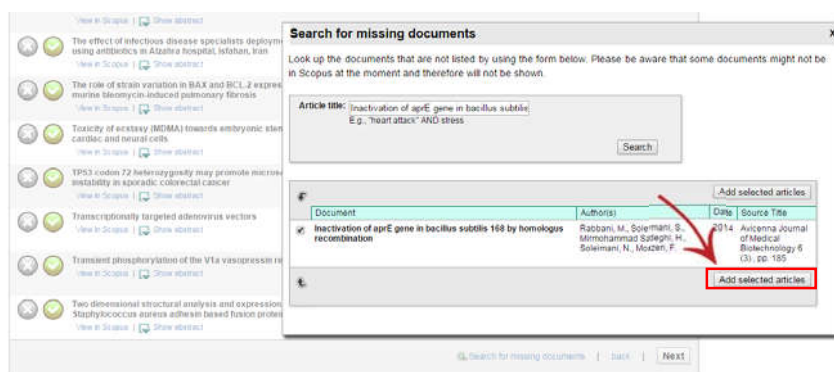 View in Scopus | Show abstract
The effect of infectious disease specialists deployme
using antibiotics in Alzahra hospital, Isfahan, Iran
View in Scopus | Show abstract
The role of strain variation in BAX and BCL-2 expres
murine bleomycin-induced pulmonary fibrosis
View in Scopus | Show abstract
Toxicity of ecstasy (MDMA) towards embryonic stem
cardiac and neural cells
View in Scopus | Show abstract
TP53 codon 72 heterozygosity may promote microsa
instability in sporadic colorectal cancer
View in Scopus | Show abstract
Transcriptionally targeted adenovirus vectors
View in Scopus | Show abstract
Transient phosphorylation of the V1a vasopressin re
View in Scopus | Show abstract
Two dimensional structural analysis and expression
Staphylococcus aureus adhesin based fusion protein
View in Scopus | Show abstract
Search for missing documents | back | Next
Search for missing documents
x
Look up the documents that are not listed by using the form below. Please be aware that some documents might not be
in Scopus at the moment and therefore will not be shown.
Article title: Inactivation of aprE gene in bacillus subtilis
E.g., "heart attack" AND stress
Search
Add selected articles
Document Author(s) Date Source Title
Inactivation of aprE gene in bacillus subtilis 168 by homologus
recombination
Rabbani, M., Soleimani, S.,
Mirmohammad Sadeghi, H.,
Soleimani, N., Moazen, F.
2014
Avicenna Journal
of Medical
Biotechnology 6
(3), pp. 185
Add selected articles